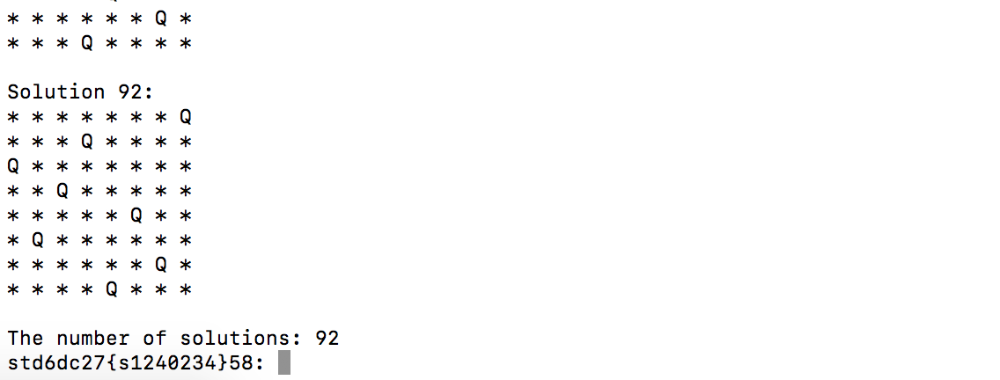 * * * * * * Q *
* * * Q * * * *
Solution 92:
* * * * * * * Q
* * * Q * * * *
Q * * * * * * *
* * Q * * * * *
* * * * * Q * *
* Q * * * * * *
* * * * * * Q *
* * * * Q * * *
The number of solutions: 92
std6dc27{s1240234}58: